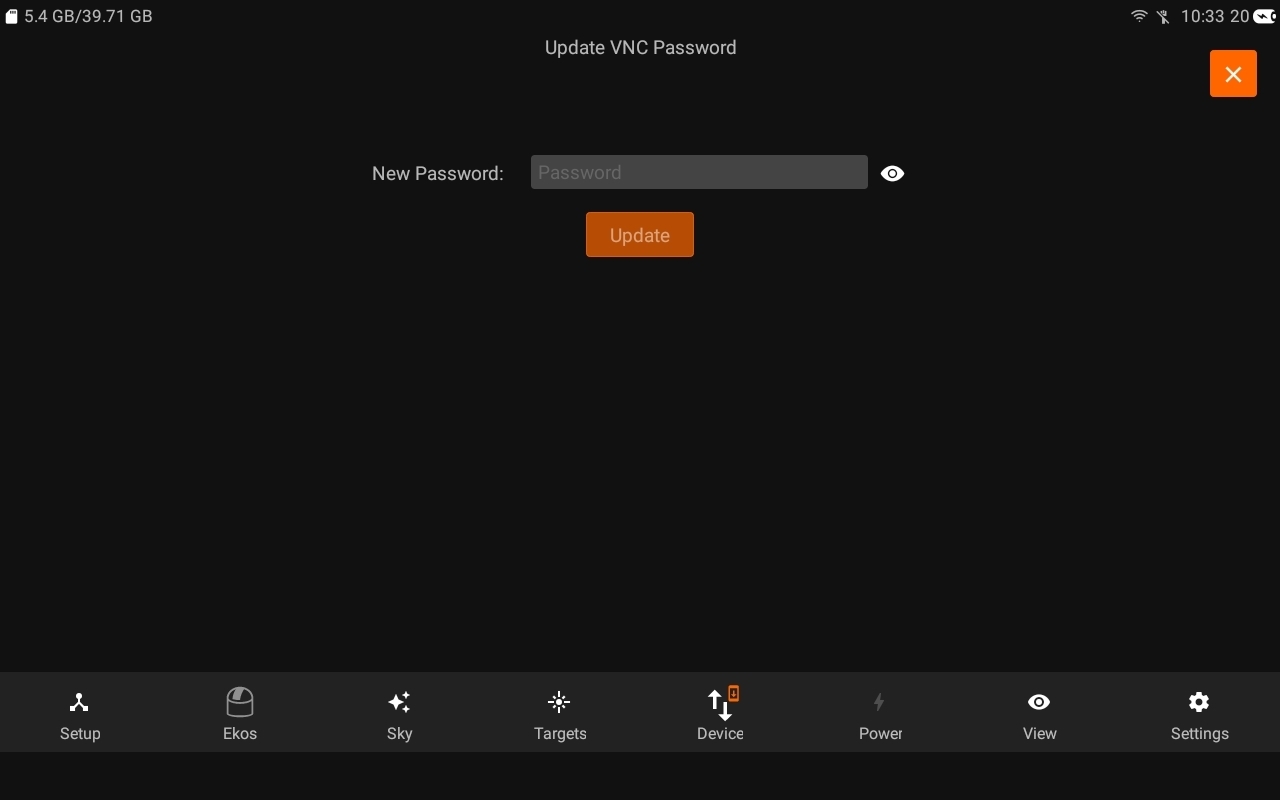 5.4 GB/39.71 GB
10:33 20
Update VNC Password
New Password:
Password
Update
Setup
Ekos
Sky
Targets
Device
Power
View
Settings